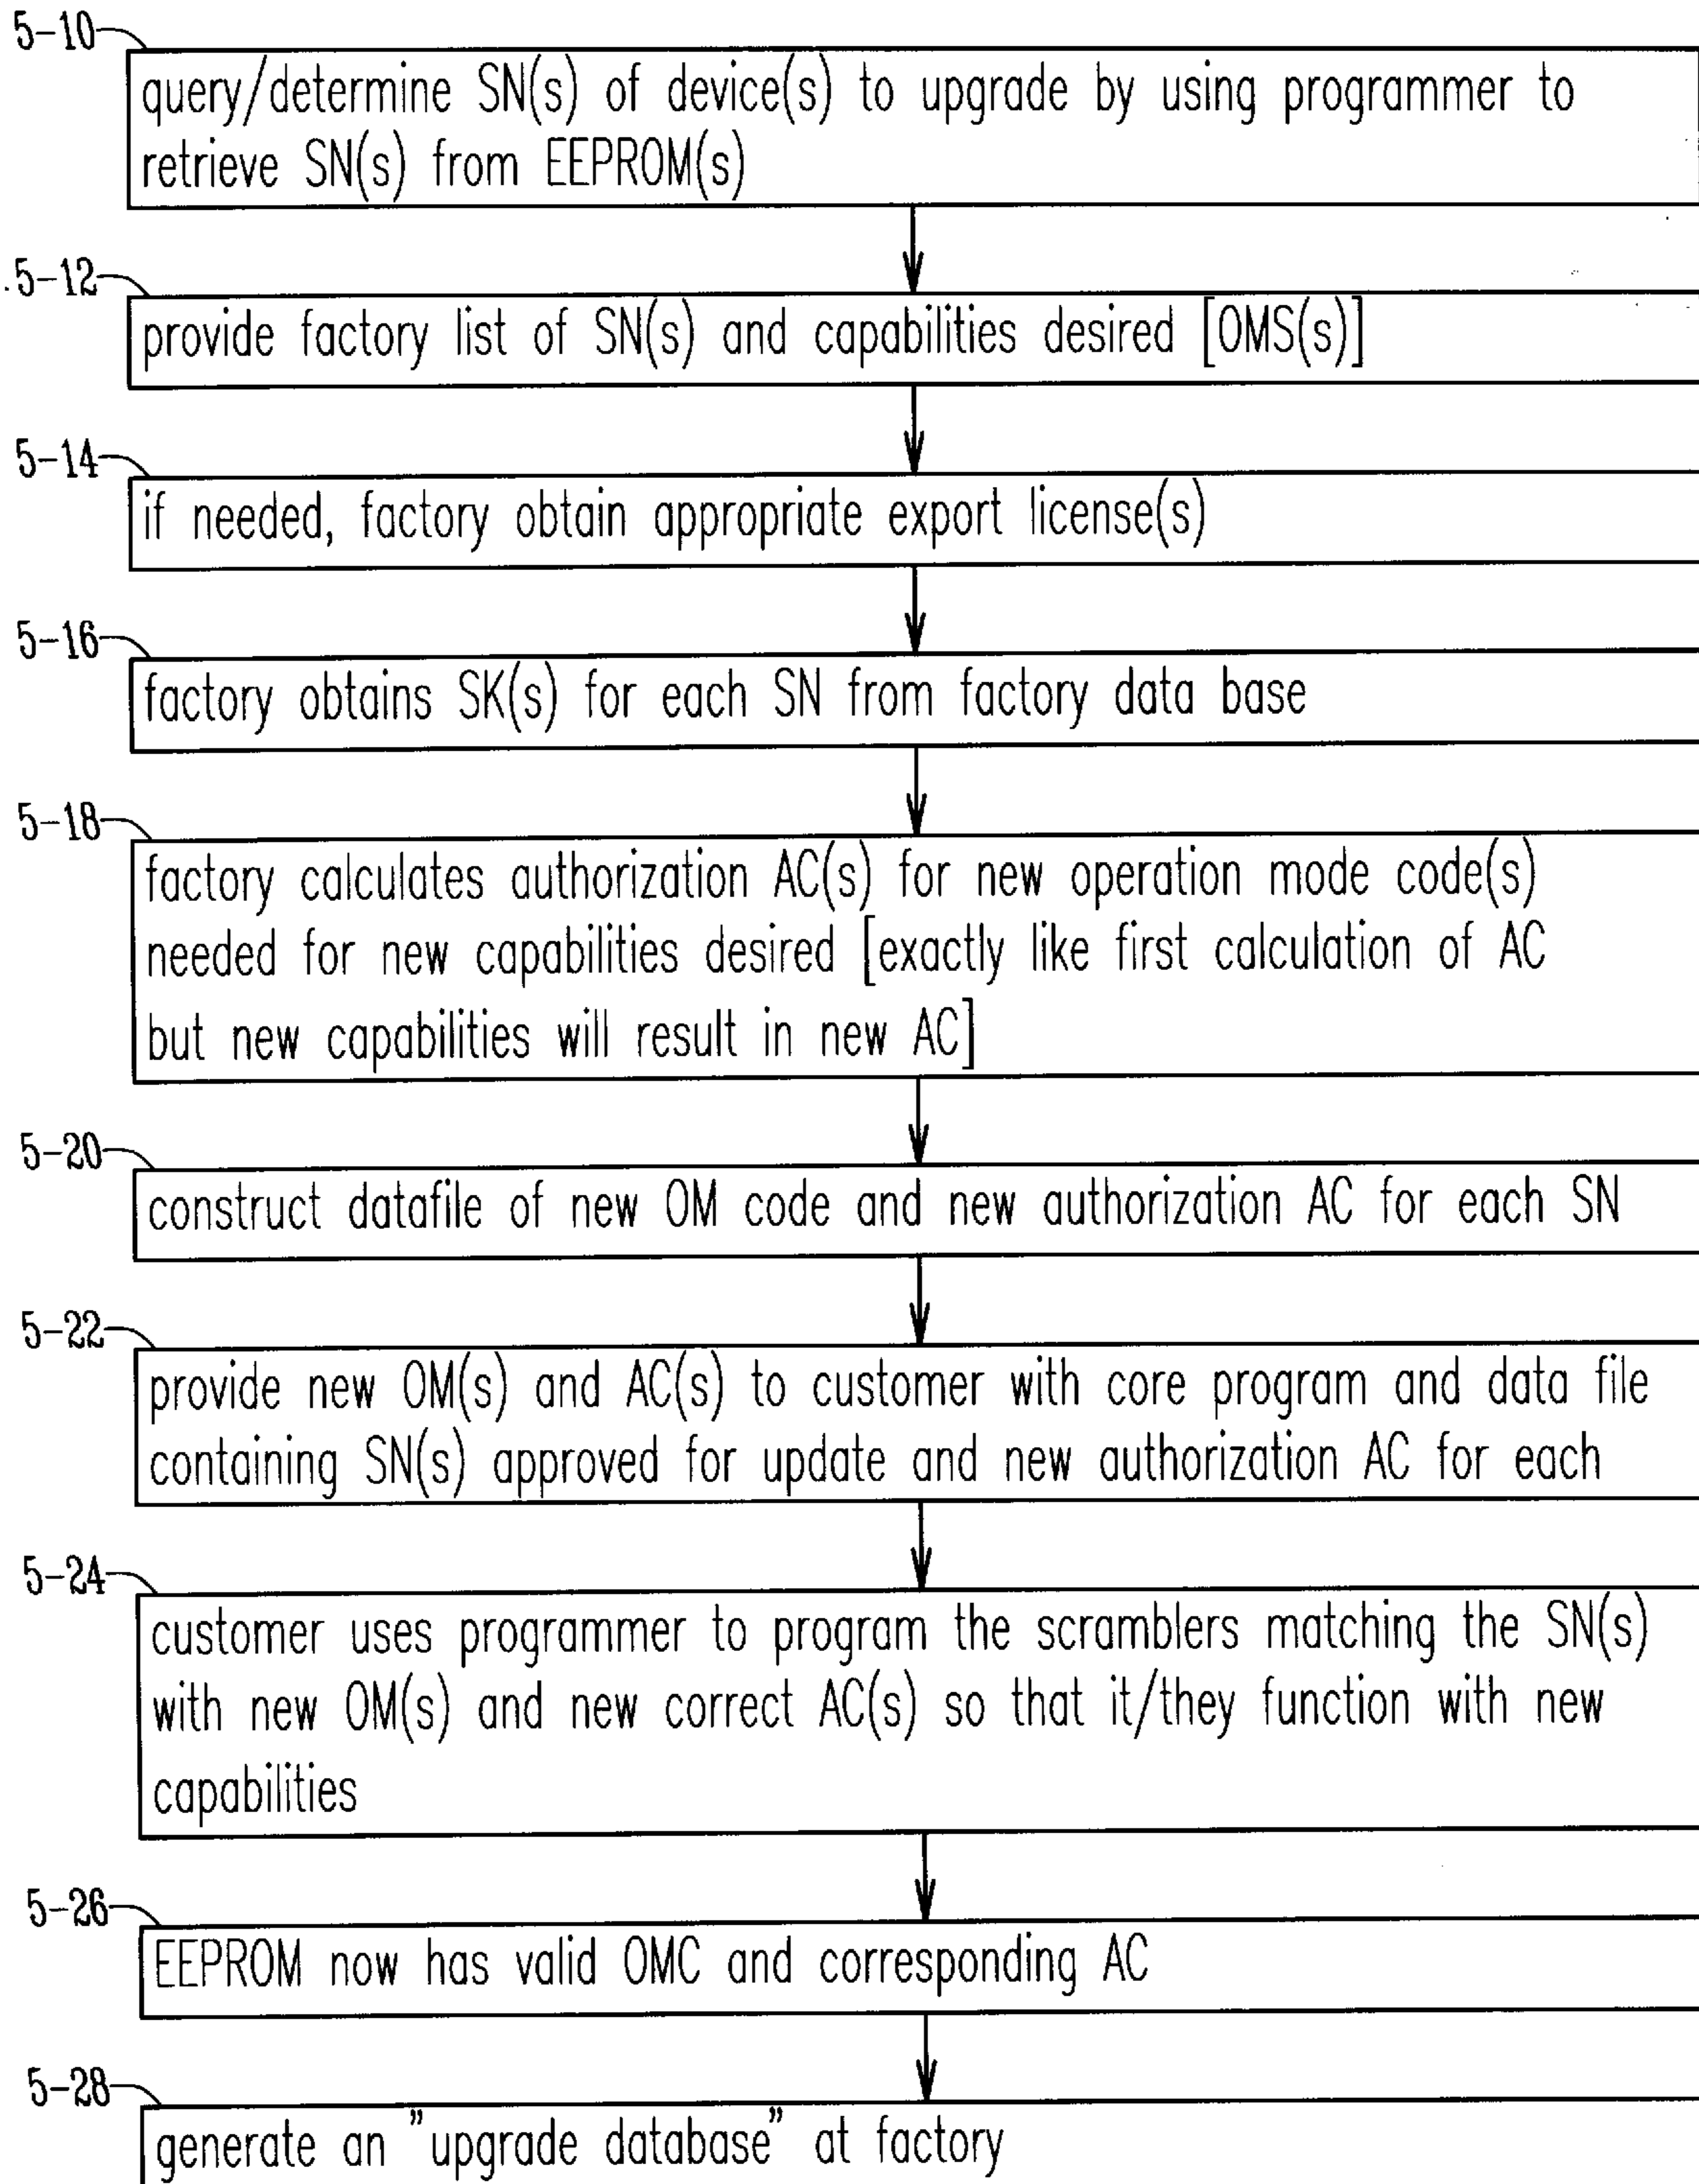 5-10
query/determine SN(s) of device(s) to upgrade by using programmer to
retrieve SN(s) from EEPROM(s)
5-12
provide factory list of SN(s) and capabilities desired [OMS(s)]
5-14
if needed, factory obtain appropriate export license(s)
5-16
factory obtains SK(s) for each SN from factory data base
5-18
factory calculates authorization AC(s) for new operation mode code(s)
needed for new capabilities desired [exactly like first calculation of AC
but new capabilities will result in new AC]
5-20
construct datafile of new OM code and new authorization AC for each SN
5-22
provide new OM(s) and AC(s) to customer with core program and data file
containing SN(s) approved for update and new authorization AC for each
5-24
customer uses programmer to program the scramblers matching the SN(s)
with new OM(s) and new correct AC(s) so that it/they function with new
capabilities
5-26
EEPROM now has valid OMC and corresponding AC
5-28
generate an "upgrade database" at factory